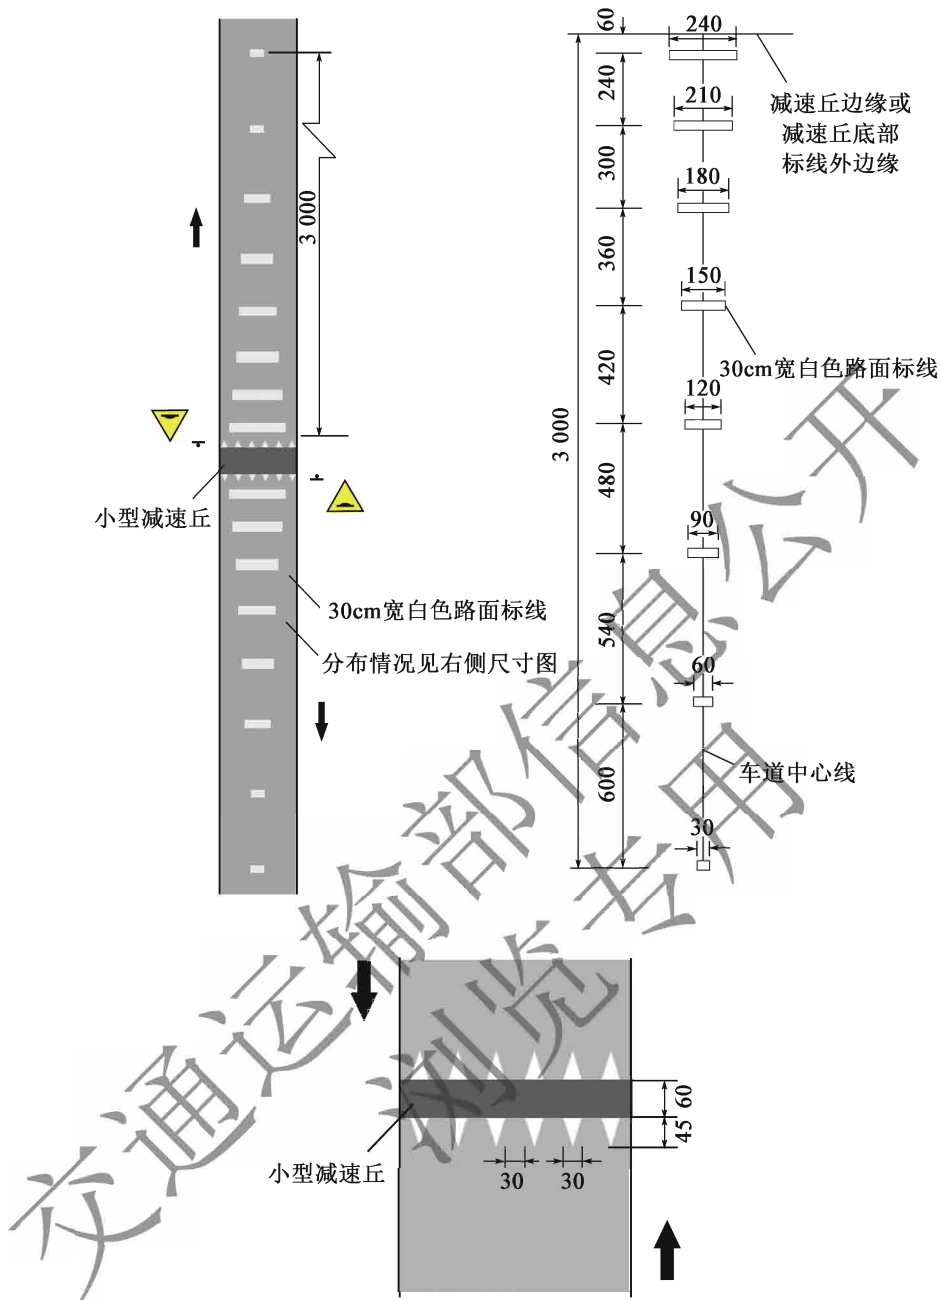 3 000
小型减速丘
30cm宽白色路面标线
分布情况见右侧尺寸图
60
240
240
210
300
180
360
150
420
120
480
90
540
60
600
30
3 000
减速丘边缘或
减速丘底部
标线外边缘
30cm宽白色路面标线
车道中心线
小型减速丘
60
45
30
30
交通运输部信息公开
浏览专用